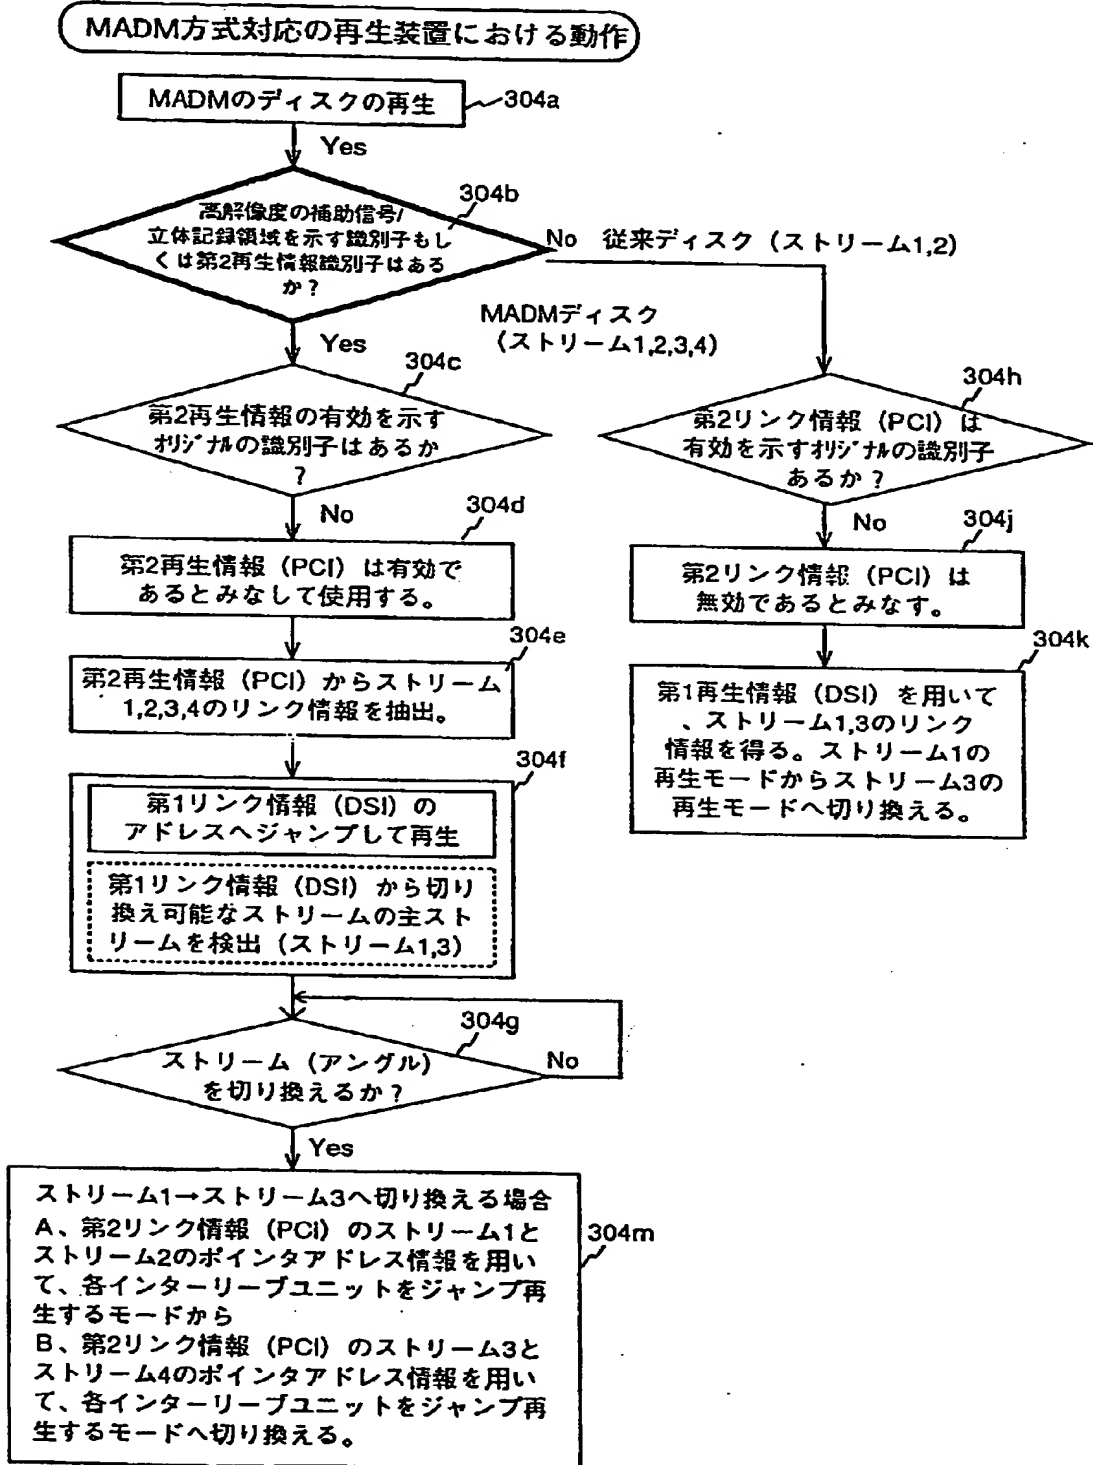 MADM方式対応の再生装置における動作
MADMのディスクの再生
304a
Yes
304b
高解像度の補助信号/
立体記録領域を示す識別子もし
くは第2再生情報識別子はある
か?
No 従来ディスク (ストリーム1,2)
MADMディスク
(ストリーム1,2,3,4)
Yes
304c
第2再生情報の有効を示す
オリジナルの識別子はあるか
?
304h
第2リンク情報 (PCI) は
有効を示すオリジナルの識別子
あるか?
No
304d
第2再生情報 (PCI) は有効で
あるとみなして使用する。
No
304j
第2リンク情報 (PCI) は
無効であるとみなす。
304e
第2再生情報 (PCI) からストリーム
1,2,3,4のリンク情報を抽出。
304k
第1再生情報 (DSI) を用いて
、ストリーム1,3のリンク
情報を得る。ストリーム1の
再生モードからストリーム3の
再生モードへ切り換える。
304f
第1リンク情報 (DSI) の
アドレスへジャンプして再生
第1リンク情報 (DSI) から切り
換え可能なストリームの主スト
リームを検出 (ストリーム1,3)
304g
ストリーム (アングル)
を切り換えるか?
No
Yes
304m
ストリーム1→ストリーム3へ切り換える場合
A、第2リンク情報 (PCI) のストリーム1と
ストリーム2のポインタアドレス情報を用い
て、各インターリーブユニットをジャンプ再
生するモードから
B、第2リンク情報 (PCI) のストリーム3と
ストリーム4のポインタアドレス情報を用い
て、各インターリーブユニットをジャンプ再
生するモードへ切り換える。